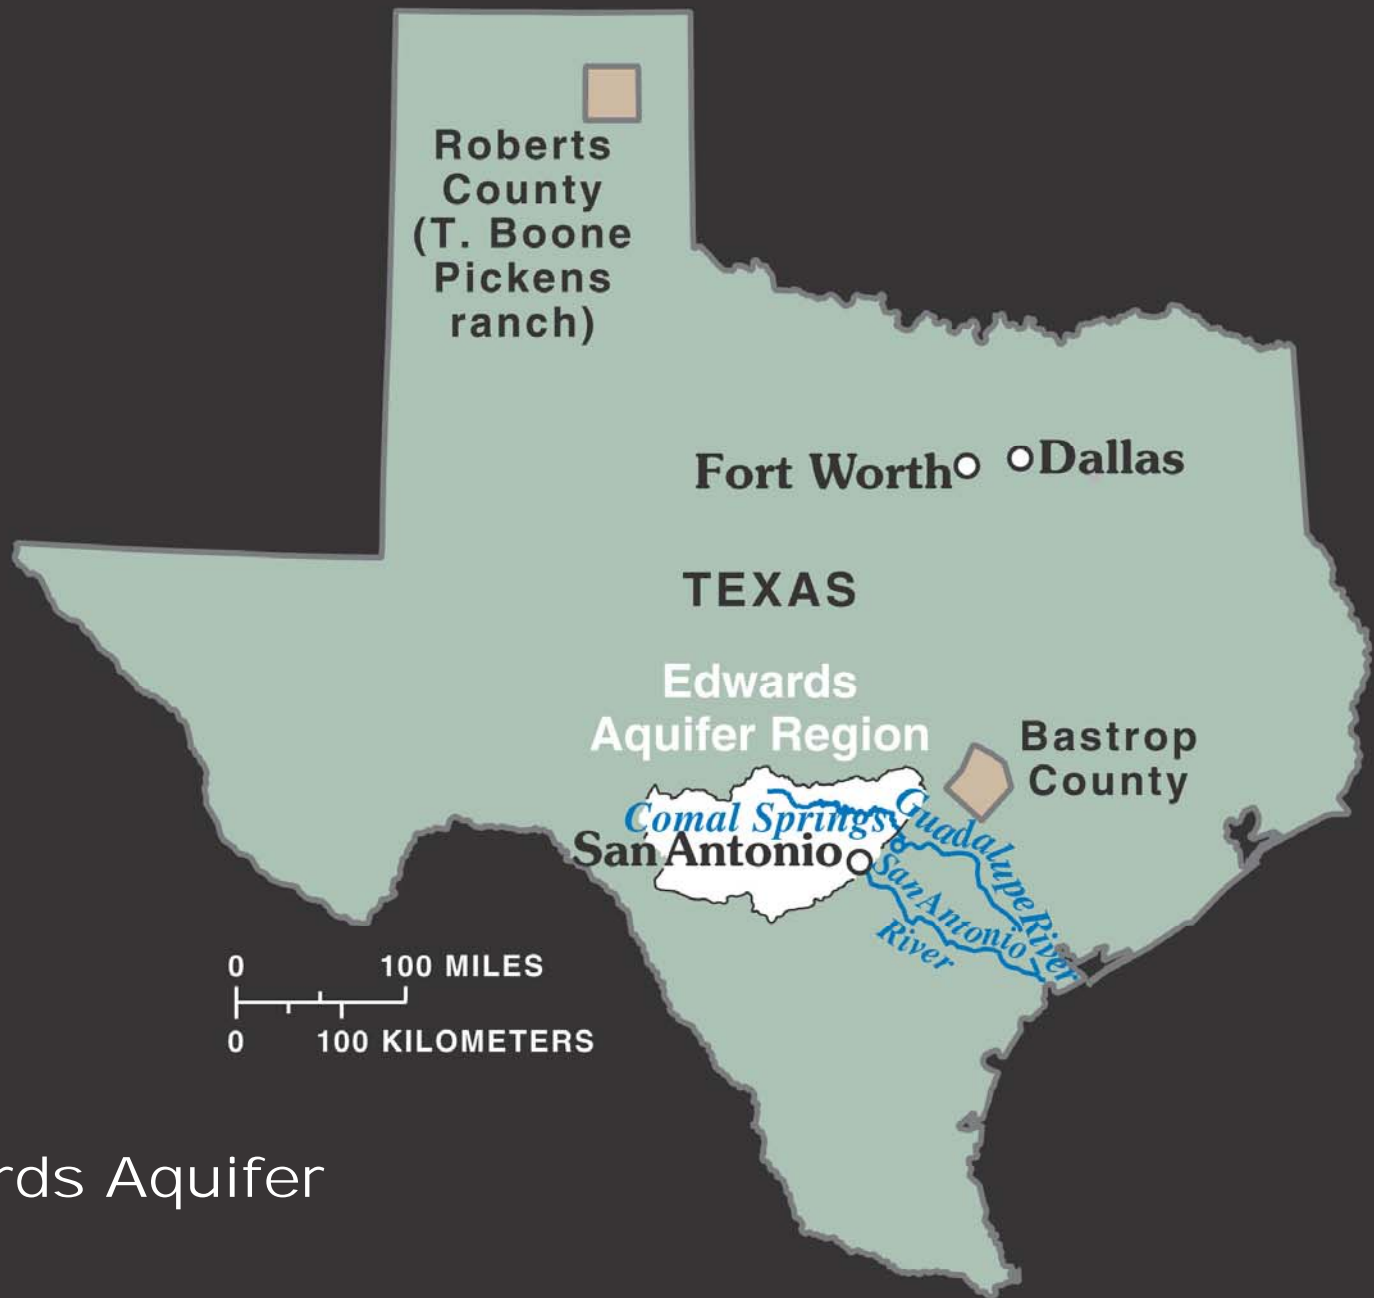 Roberts
County
(T. Boone
Pickens
ranch)
Fort Worth
Dallas
TEXAS
Edwards
Aquifer Region
Bastrop
County
Comal Springs
Guadalupe River
San Antonio
San Antonio
River
0 100 MILES
0 100 KILOMETERS
rds Aquifer